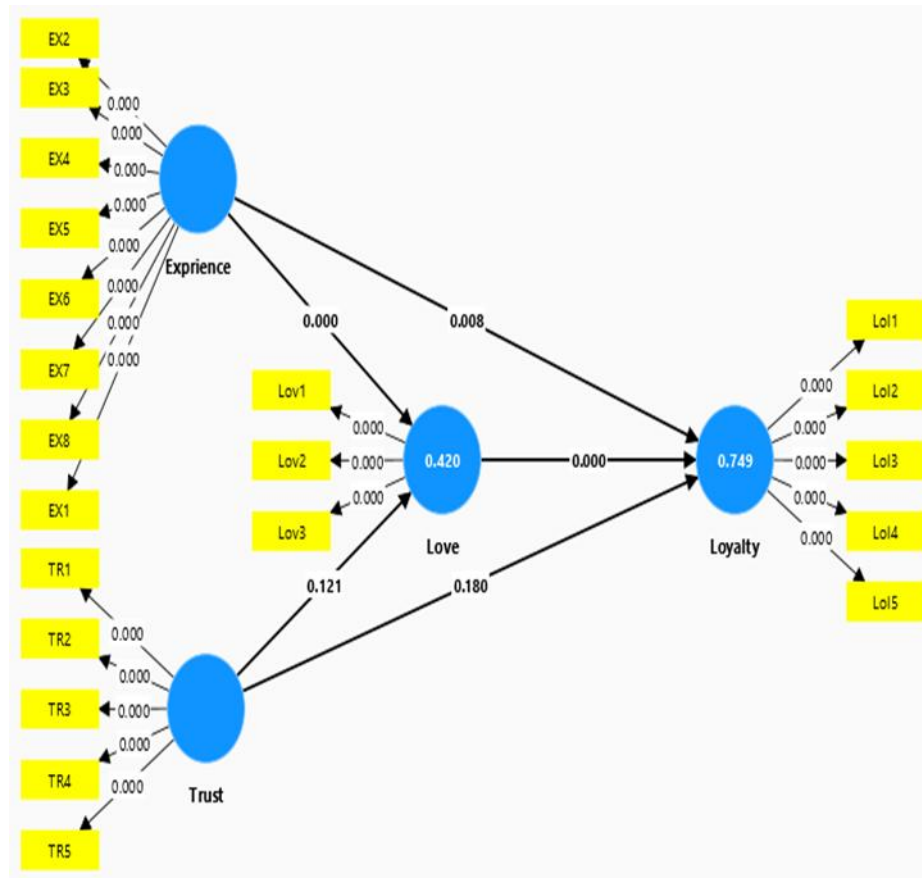 EX2
0.000
EX3
0.000
EX4
0.000
EX5
0.000
EX6
0.000
EX7
0.000
EX8
0.000
EX1
0.000
Exprience
0.000
0.008
Lov1
0.000
Lov2
0.000
Lov3
0.000
0.420
Love
0.000
0.749
Loyalty
Lol1
0.000
Lol2
0.000
Lol3
0.000
Lol4
0.000
Lol5
0.000
0.121
0.180
TR1
0.000
TR2
0.000
TR3
0.000
TR4
0.000
TR5
0.000
Trust